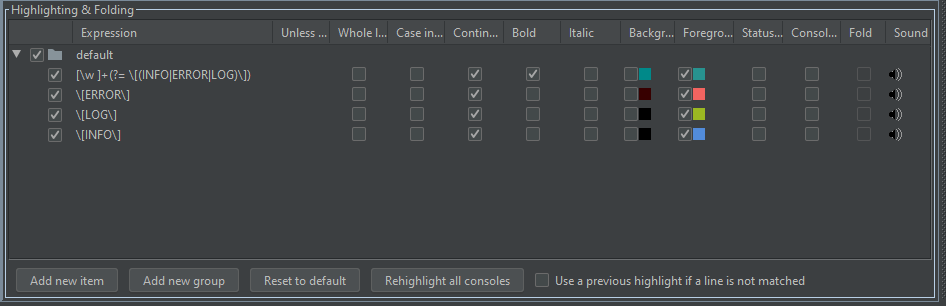 Highlighting & Folding
Expression Unless ... Whole l... Case in... Contin... Bold Italic Backgr... Foregro... Status... Consol... Fold Sound
default
[\w ]+(?= \[(INFO|ERROR|LOG)\])
\[ERROR\]
\[LOG\]
\[INFO\]
Add new item Add new group Reset to default Rehighlight all consoles Use a previous highlight if a line is not matched